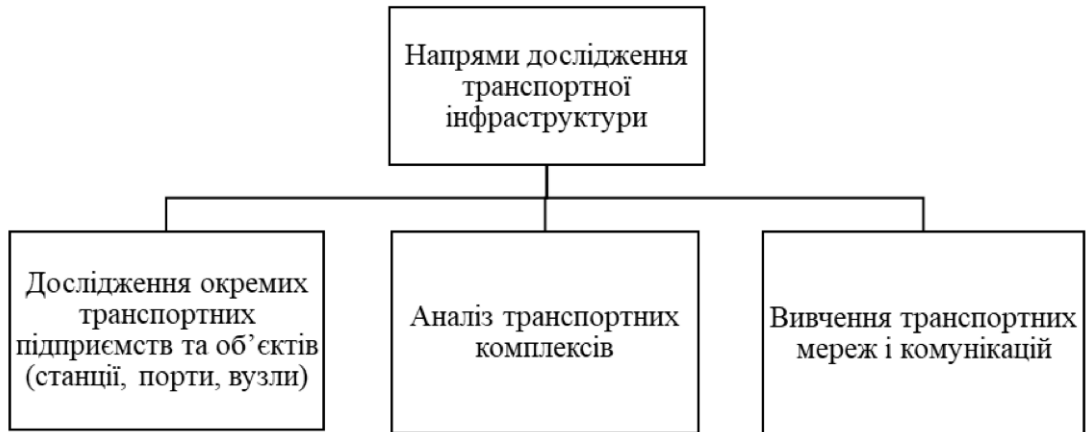 Напрями дослідження
транспортної
інфраструктури
Дослідження окремих
транспортних
підприємств та об’єктів
(станції, порти, вузли)
Аналіз транспортних
комплексів
Вивчення транспортних
мереж і комунікацій